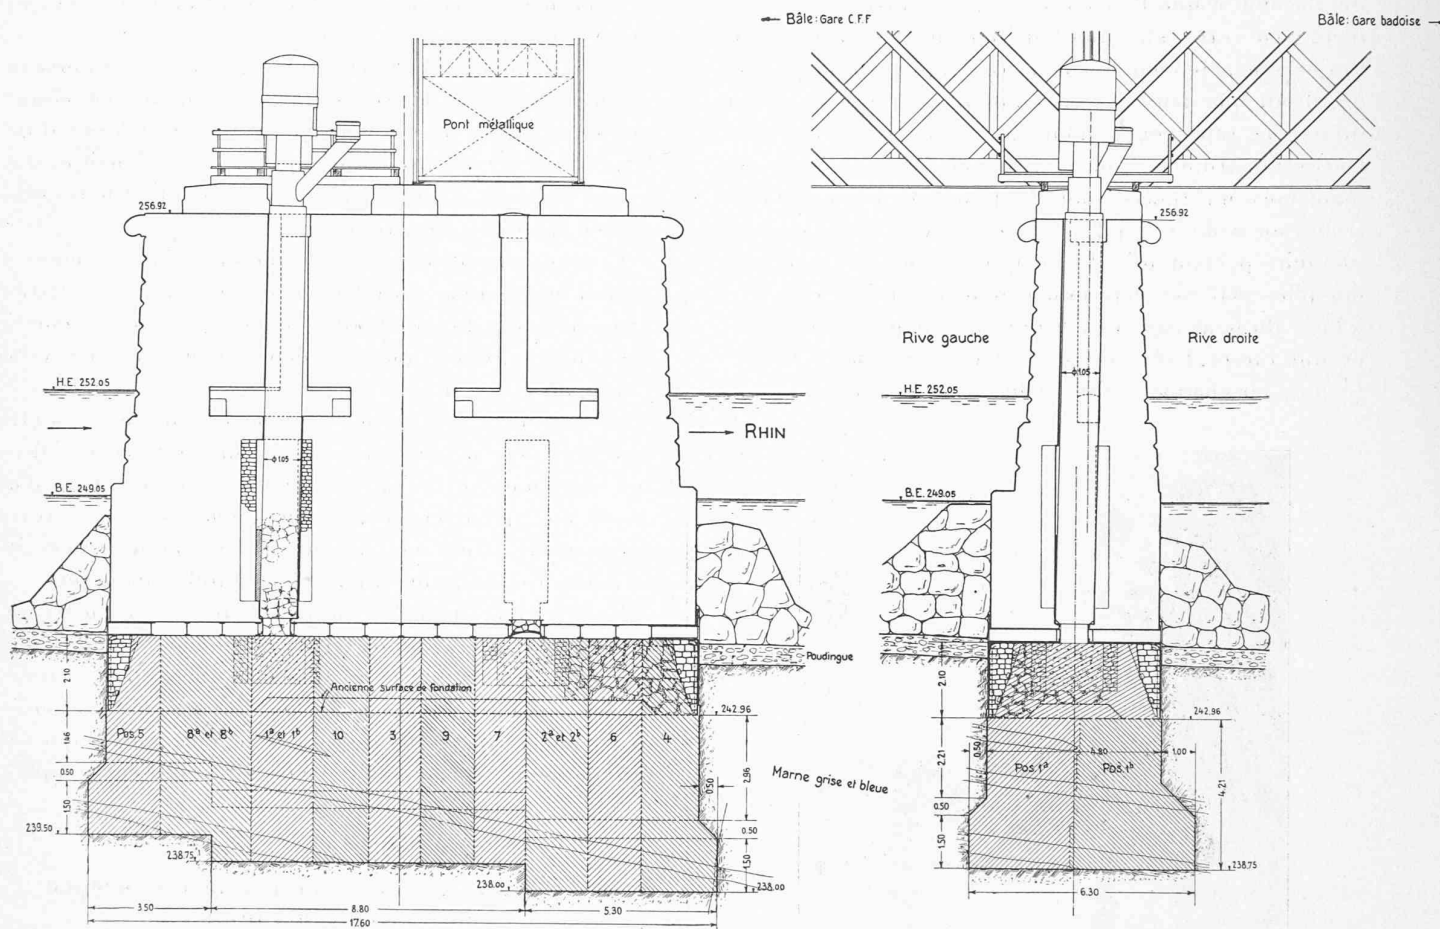 ← Bâle: Gare C.F.F
Bâle: Gare badoise →
Pont métallique
256.92
256.92
Rive gauche
Rive droite
H.E. 252.05
H.E. 252.05
φ 1.05
φ 1.05
→ RHIN
B.E 249.05
B.E. 249.05
Poudingue
Ancienne surface de fondation
2.10
2.10
242.96
242.96
Pos. 5
8ª et 8ᵇ
1ª et 1ᵇ
10
3
9
7
2ª et 2ᵇ
6
4
1.46
0.50
1.50
239.50
238.75
238.00
238.00
0.50
2.96
0.50
1.50
Marne grise et bleue
0.50
4.80
1.00
Pos. 1ª
Pos. 1ᵇ
2.21
0.50
1.50
4.21
238.75
6.30
3.50
8.80
5.30
17.60